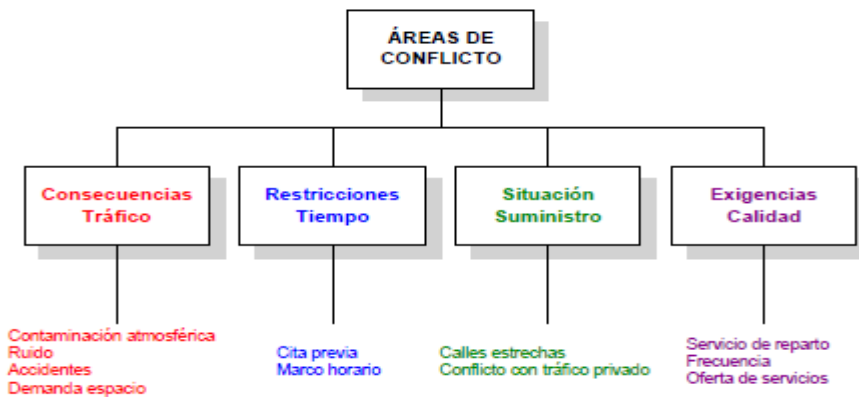 ÁREAS DE
CONFLICTO
Consecuencias
Tráfico
Restricciones
Tiempo
Situación
Suministro
Exigencias
Calidad
Contaminación atmosférica
Ruido
Accidentes
Demanda espacio
Cita previa
Marco horario
Calles estrechas
Conflicto con tráfico privado
Servicio de reparto
Frecuencia
Oferta de servicios